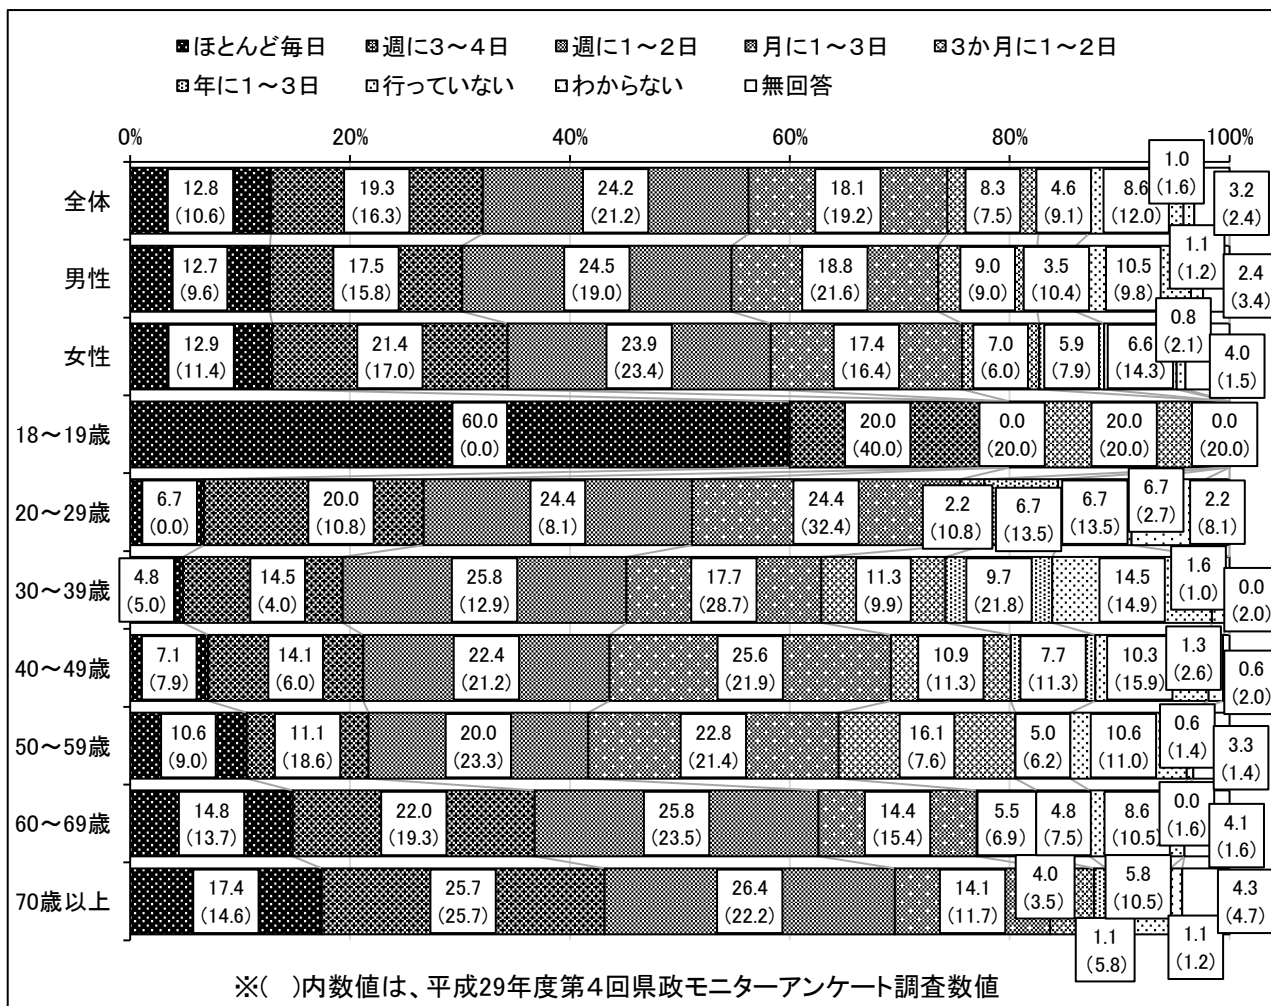 ■ほとんど毎日 ■週に３～４日 ■週に１～２日 ■月に１～３日 ■３か月に１～２日
■年に１～３日 □行っていない □わからない □無回答
0% 20% 40% 60% 80% 100%
全体
12.8 19.3 24.2 18.1 8.3 4.6 8.6 1.0 3.2
(10.6) (16.3) (21.2) (19.2) (7.5) (9.1) (12.0) (1.6) (2.4)
男性
12.7 17.5 24.5 18.8 9.0 3.5 10.5 1.1 2.4
(9.6) (15.8) (19.0) (21.6) (9.0) (10.4) (9.8) (1.2) (3.4)
女性
12.9 21.4 23.9 17.4 7.0 5.9 6.6 0.8 4.0
(11.4) (17.0) (23.4) (16.4) (6.0) (7.9) (14.3) (2.1) (1.5)
18～19歳
60.0 20.0 0.0 20.0 0.0
(0.0) (40.0) (20.0) (20.0) (20.0)
20～29歳
6.7 20.0 24.4 24.4 2.2 6.7 6.7 6.7 2.2
(0.0) (10.8) (8.1) (32.4) (10.8) (13.5) (13.5) (2.7) (8.1)
30～39歳
4.8 14.5 25.8 17.7 11.3 9.7 14.5 1.6 0.0
(5.0) (4.0) (12.9) (28.7) (9.9) (21.8) (14.9) (1.0) (2.0)
40～49歳
7.1 14.1 22.4 25.6 10.9 7.7 10.3 1.3 0.6
(7.9) (6.0) (21.2) (21.9) (11.3) (11.3) (15.9) (2.6) (2.0)
50～59歳
10.6 11.1 20.0 22.8 16.1 5.0 10.6 0.6 3.3
(9.0) (18.6) (23.3) (21.4) (7.6) (6.2) (11.0) (1.4) (1.4)
60～69歳
14.8 22.0 25.8 14.4 5.5 4.8 8.6 0.0 4.1
(13.7) (19.3) (23.5) (15.4) (6.9) (7.5) (10.5) (1.6) (1.6)
70歳以上
17.4 25.7 26.4 14.1 4.0 1.1 5.8 1.1 4.3
(14.6) (25.7) (22.2) (11.7) (3.5) (5.8) (10.5) (1.2) (4.7)
※(　)内数値は、平成29年度第４回県政モニターアンケート調査数値